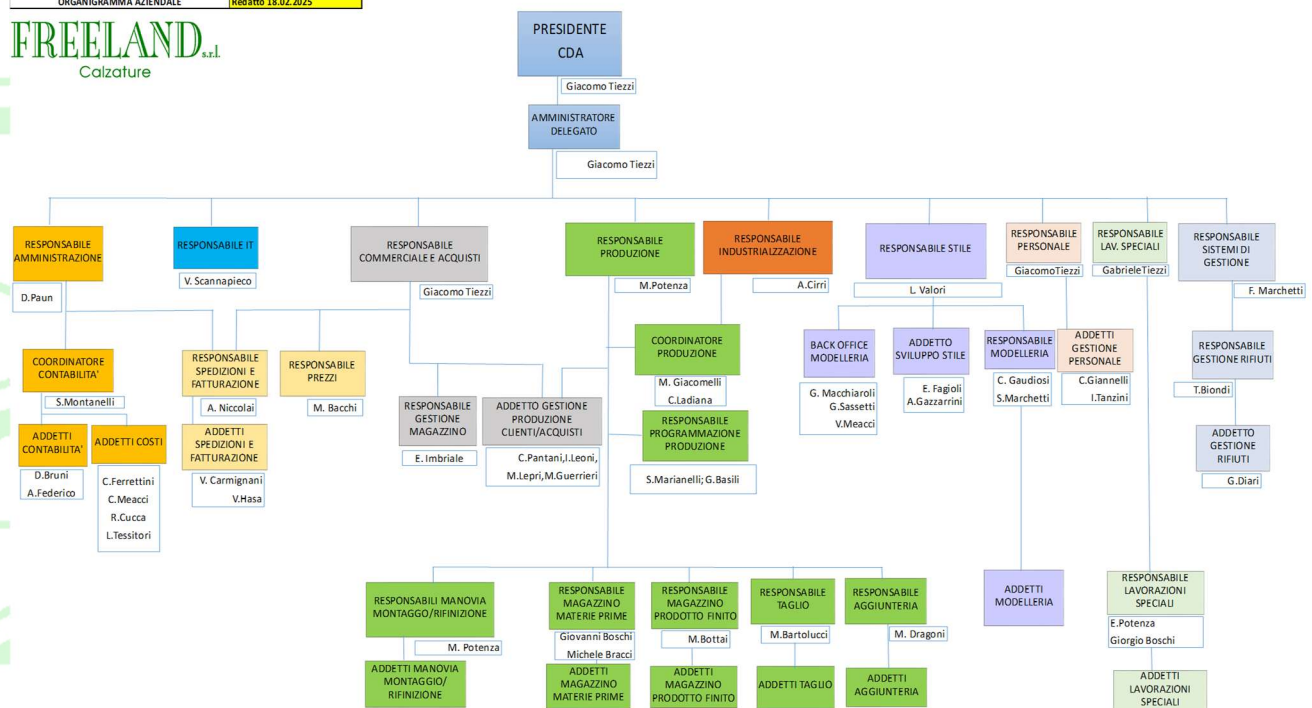 ORGANIGRAMMA AZIENDALE
Redatto 18.02.2025
FREELAND s.r.l.
Calzature
PRESIDENTE
CDA
Giacomo Tiezzi
AMMINISTRATORE
DELEGATO
Giacomo Tiezzi
RESPONSABILE
AMMINISTRAZIONE
D.Paun
RESPONSABILE IT
V. Scannapieco
RESPONSABILE
COMMERCIALE E ACQUISTI
Giacomo Tiezzi
RESPONSABILE
PRODUZIONE
M.Potenza
RESPONSABILE
INDUSTRIALZZAZIONE
A.Cirri
RESPONSABILE STILE
L. Valori
RESPONSABILE
PERSONALE
GiacomoTiezzi
RESPONSABILE
LAV. SPECIALI
GabrieleTiezzi
RESPONSABILE
SISTEMI DI
GESTIONE
F. Marchetti
COORDINATORE
CONTABILITA'
S.Montanelli
RESPONSABILE
SPEDIZIONI E
FATTURAZIONE
A. Niccolai
RESPONSABILE
PREZZI
M. Bacchi
COORDINATORE
PRODUZIONE
M. Giacomelli
C.Ladiana
BACK OFFICE
MODELLERIA
G. Macchiaroli
G.Sassetti
V.Meacci
ADDETTO
SVILUPPO STILE
E. Fagioli
A.Gazzarrini
RESPONSABILE
MODELLERIA
C. Gaudiosi
S.Marchetti
ADDETTI
GESTIONE
PERSONALE
C.Giannelli
I.Tanzini
RESPONSABILE
GESTIONE RIFIUTI
T.Biondi
ADDETTI
CONTABILITA'
D.Bruni
A.Federico
ADDETTI COSTI
C.Ferrettini
C.Meacci
R.Cucca
L.Tessitori
ADDETTI
SPEDIZIONI E
FATTURAZIONE
V. Carmignani
V.Hasa
RESPONSABILE
GESTIONE
MAGAZZINO
E. Imbriale
ADDETTO GESTIONE
PRODUZIONE
CLIENTI/ACQUISTI
C.Pantani,I.Leoni,
M.Lepri,M.Guerrieri
RESPONSABILE
PROGRAMMAZIONE
PRODUZIONE
S.Marianelli; G.Basili
ADDETTO
GESTIONE
RIFIUTI
G.Diari
RESPONSABILI MANOVIA
MONTAGGO/RIFINIZIONE
M. Potenza
RESPONSABILE
MAGAZZINO
MATERIE PRIME
Giovanni Boschi
Michele Bracci
RESPONSABILE
MAGAZZINO
PRODOTTO FINITO
M.Bottai
RESPONSABILE
TAGLIO
M.Bartolucci
RESPONSABILE
AGGIUNTERIA
M. Dragoni
ADDETTI
MODELLERIA
RESPONSABILE
LAVORAZIONI
SPECIALI
E.Potenza
Giorgio Boschi
ADDETTI MANOVIA
MONTAGGIO/
RIFINIZIONE
ADDETTI
MAGAZZINO
MATERIE PRIME
ADDETTI
MAGAZZINO
PRODOTTO FINITO
ADDETTI TAGLIO
ADDETTI
AGGIUNTERIA
ADDETTI
LAVORAZIONI
SPECIALI